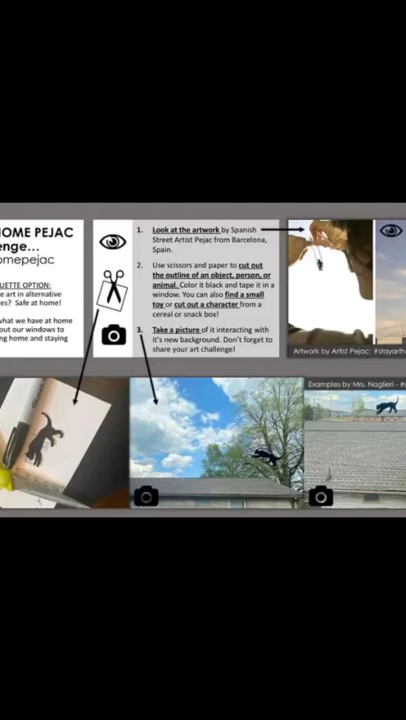 HOME PEJAC
enge…
omepejac
UETTE OPTION:
e art in alternative
es? Safe at home!
what we have at home
out our windows to
ng home and staying
1. Look at the artwork by Spanish
Street Artist Pejac from Barcelona,
Spain.
2. Use scissors and paper to cut out
the outline of an object, person, or
animal. Color it black and tape it in a
window. You can also find a small
toy or cut out a character from a
cereal or snack box!
3. Take a picture of it interacting with
it's new background. Don't forget to
share your art challenge!
Artwork by Artist Pejac: #stayarth
Examples by Mrs. Naglieri - #